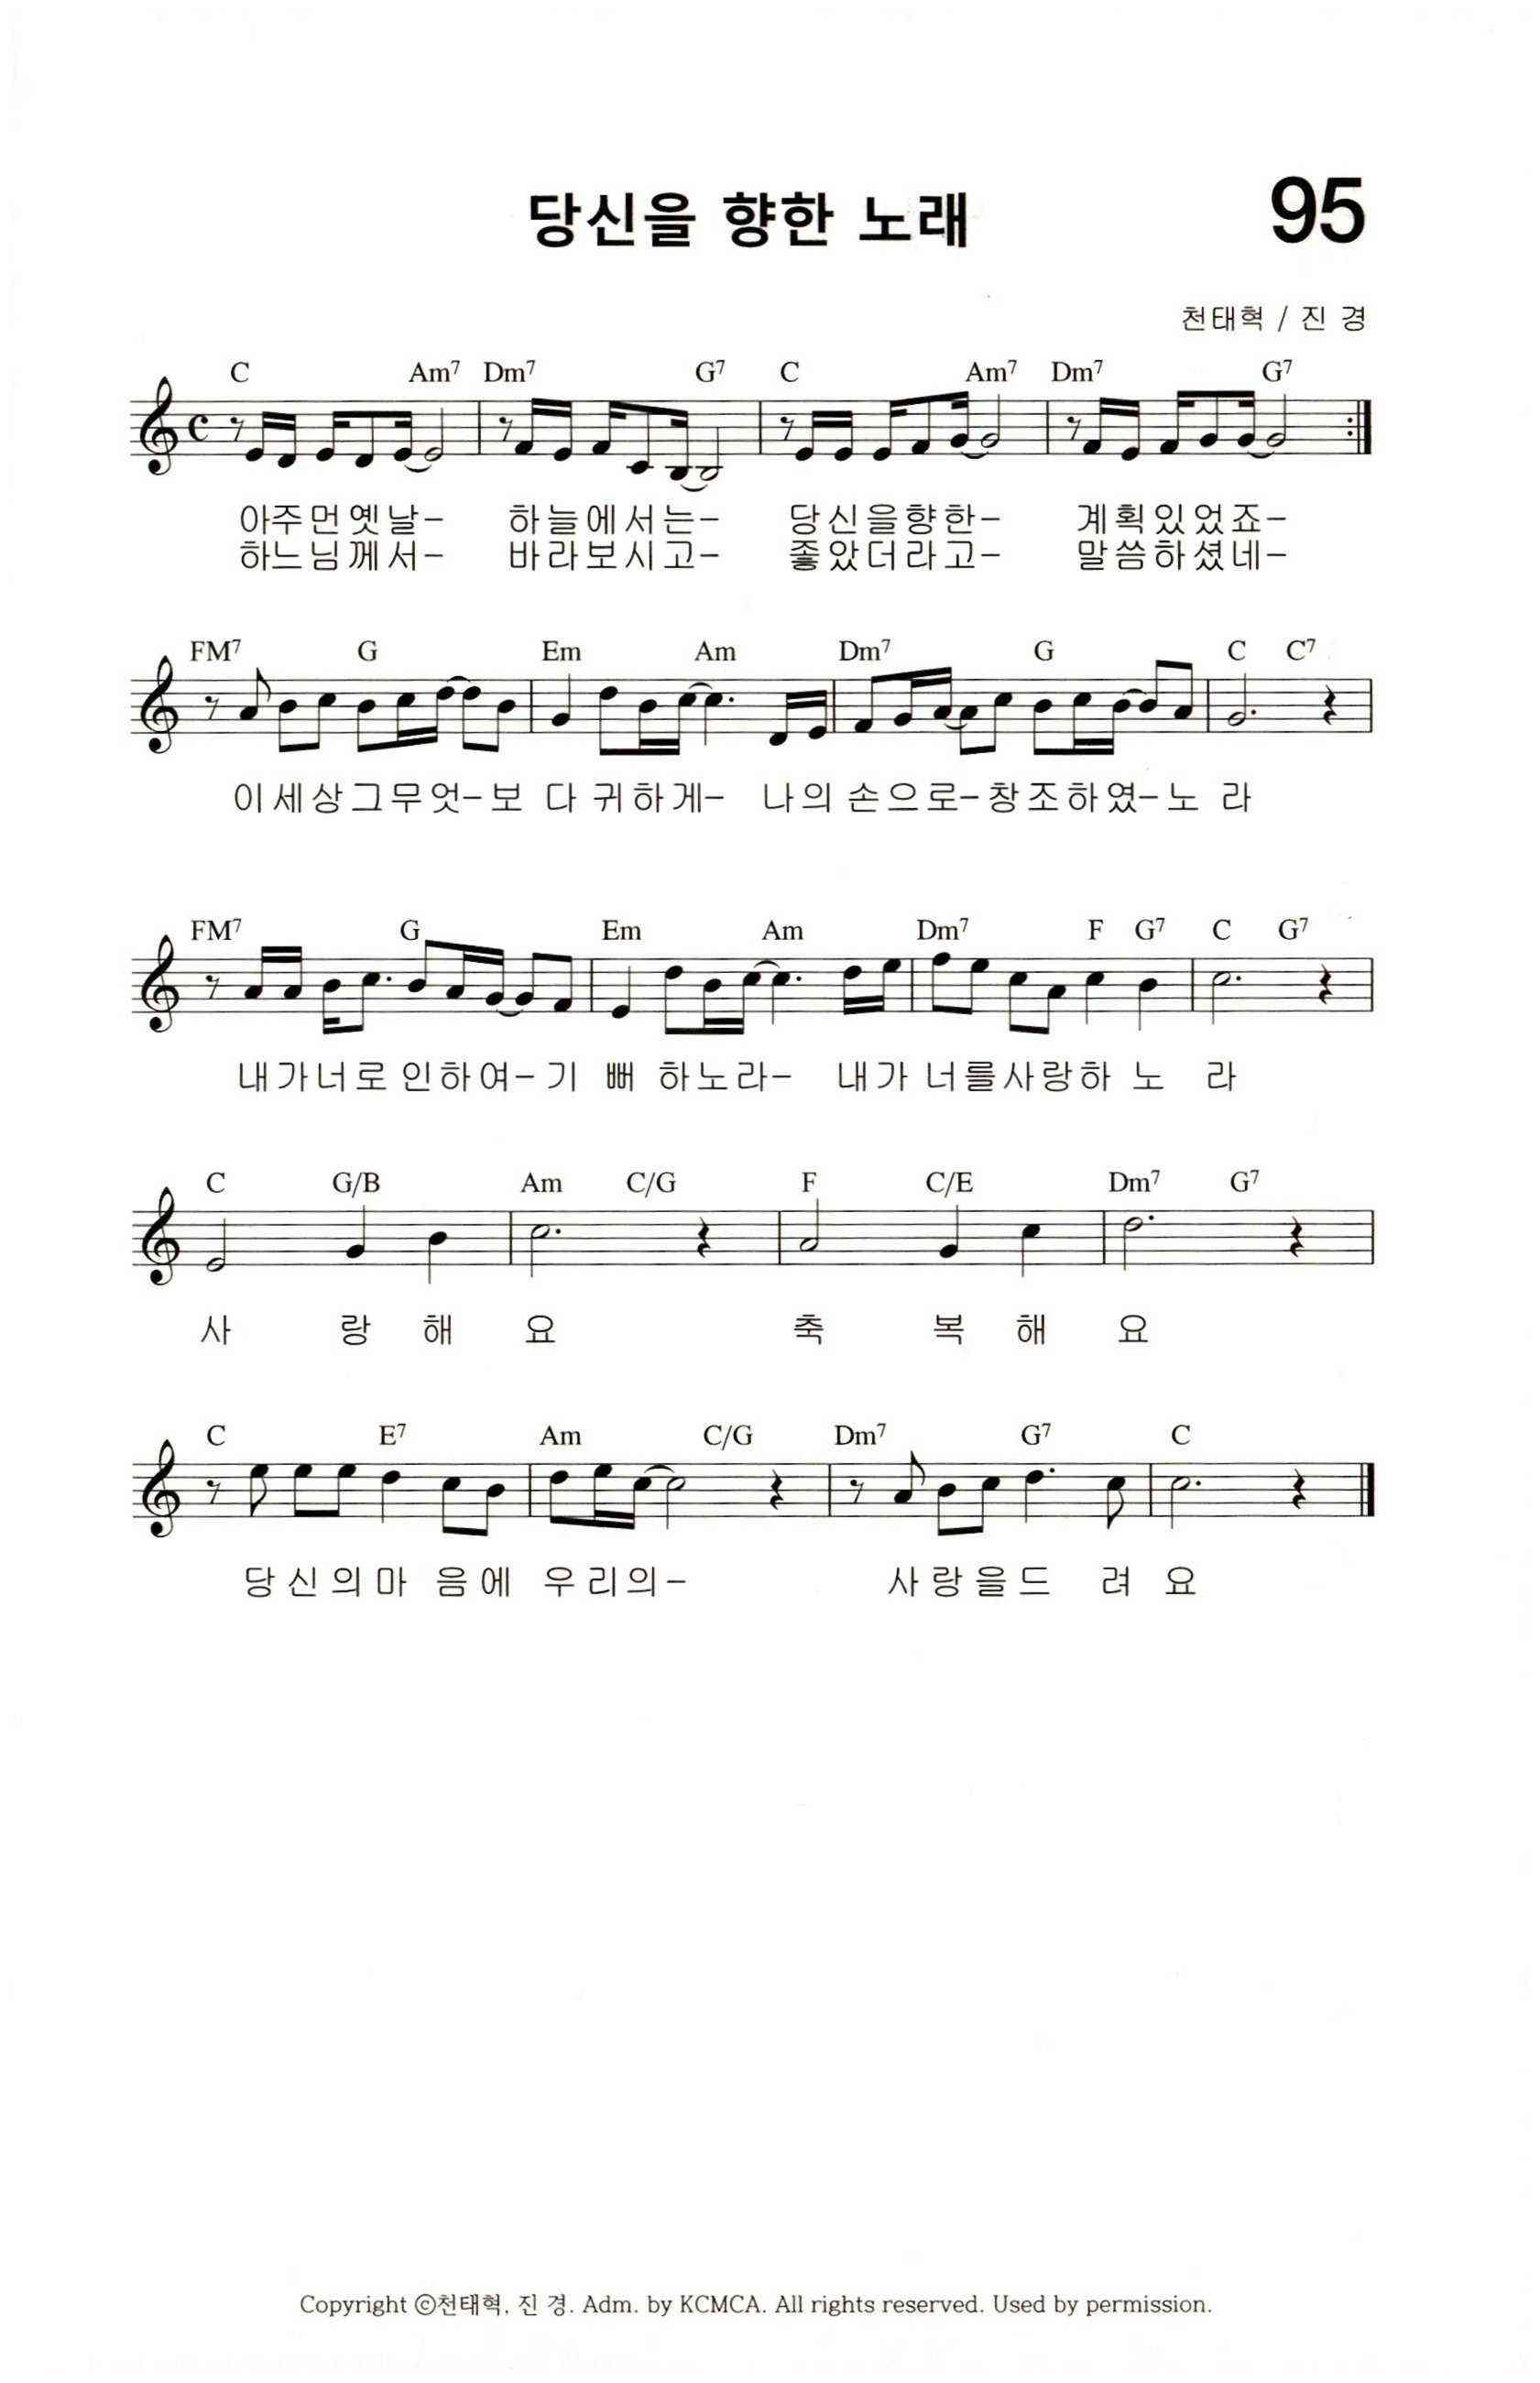 당신을 향한 노래 95
천태혁 / 진 경
C Am7 Dm7 G7 C Am7 Dm7 G7
아주먼옛날- 하늘에서는- 당신을향한- 계획있었죠-
하느님께서- 바라보시고- 좋았더라고- 말씀하셨네-
FM7 G Em Am Dm7 G C C7
이세상그무엇-보 다 귀하게- 나의 손으로-창조하였-노 라
FM7 G Em Am Dm7 F G7 C G7
내가너로 인하여-기 뻐 하노라- 내가 너를사랑하 노 라
C G/B Am C/G F C/E Dm7 G7
사 랑 해 요 축 복 해 요
C E7 Am C/G Dm7 G7 C
당신의마 음에 우리의- 사랑을드 려 요
Copyright ⓒ천태혁, 진 경. Adm. by KCMCA. All rights reserved. Used by permission.